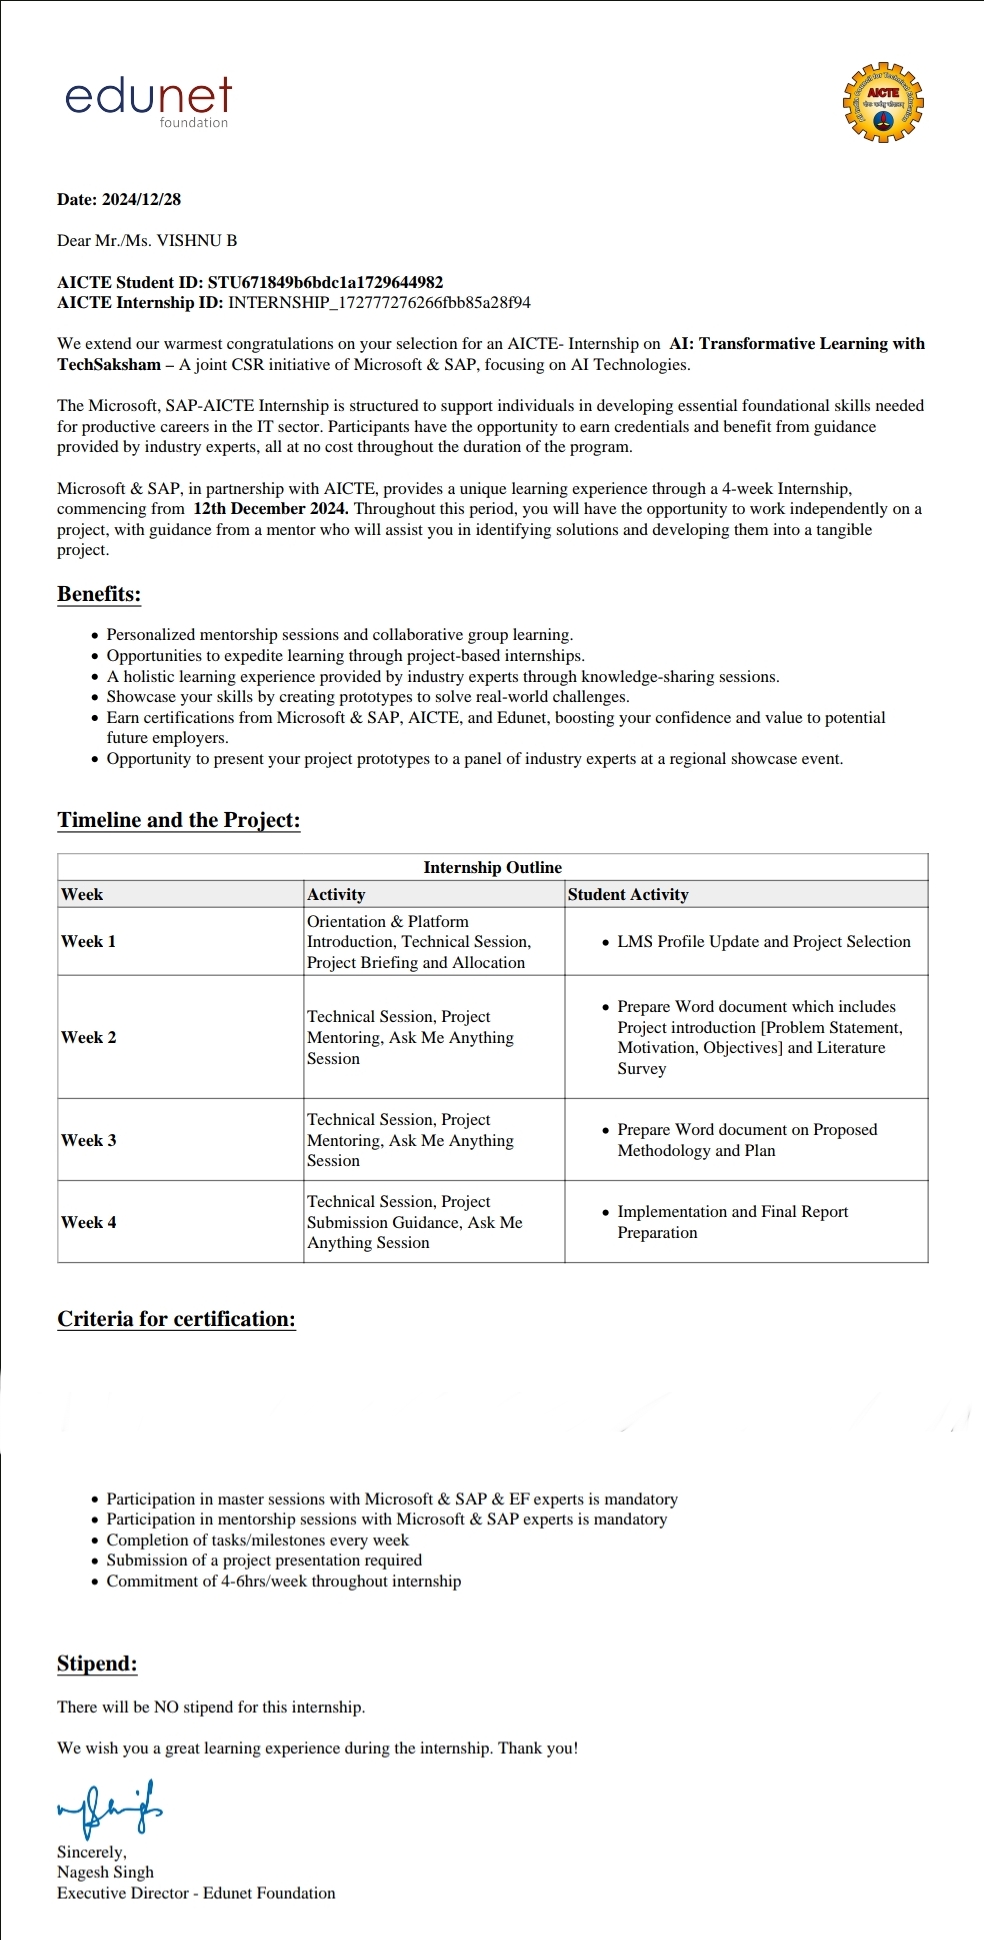 edunet
foundation
All India Council for Technical Education
AICTE
Date: 2024/12/28
Dear Mr./Ms. VISHNU B
AICTE Student ID: STU671849b6bdc1a1729644982
AICTE Internship ID: INTERNSHIP_172777276266fbb85a28f94
We extend our warmest congratulations on your selection for an AICTE- Internship on  AI: Transformative Learning with
TechSaksham – A joint CSR initiative of Microsoft & SAP, focusing on AI Technologies.
The Microsoft, SAP-AICTE Internship is structured to support individuals in developing essential foundational skills needed
for productive careers in the IT sector. Participants have the opportunity to earn credentials and benefit from guidance
provided by industry experts, all at no cost throughout the duration of the program.
Microsoft & SAP, in partnership with AICTE, provides a unique learning experience through a 4-week Internship,
commencing from  12th December 2024. Throughout this period, you will have the opportunity to work independently on a
project, with guidance from a mentor who will assist you in identifying solutions and developing them into a tangible
project.
Benefits:
• Personalized mentorship sessions and collaborative group learning.
• Opportunities to expedite learning through project-based internships.
• A holistic learning experience provided by industry experts through knowledge-sharing sessions.
• Showcase your skills by creating prototypes to solve real-world challenges.
• Earn certifications from Microsoft & SAP, AICTE, and Edunet, boosting your confidence and value to potential
future employers.
• Opportunity to present your project prototypes to a panel of industry experts at a regional showcase event.
Timeline and the Project:
Internship Outline
Week Activity Student Activity
Week 1
Orientation & Platform
Introduction, Technical Session,
Project Briefing and Allocation
• LMS Profile Update and Project Selection
Week 2
Technical Session, Project
Mentoring, Ask Me Anything
Session
• Prepare Word document which includes
Project introduction [Problem Statement,
Motivation, Objectives] and Literature
Survey
Week 3
Technical Session, Project
Mentoring, Ask Me Anything
Session
• Prepare Word document on Proposed
Methodology and Plan
Week 4
Technical Session, Project
Submission Guidance, Ask Me
Anything Session
• Implementation and Final Report
Preparation
Criteria for certification:
• Participation in master sessions with Microsoft & SAP & EF experts is mandatory
• Participation in mentorship sessions with Microsoft & SAP experts is mandatory
• Completion of tasks/milestones every week
• Submission of a project presentation required
• Commitment of 4-6hrs/week throughout internship
Stipend:
There will be NO stipend for this internship.
We wish you a great learning experience during the internship. Thank you!
Sincerely,
Nagesh Singh
Executive Director - Edunet Foundation